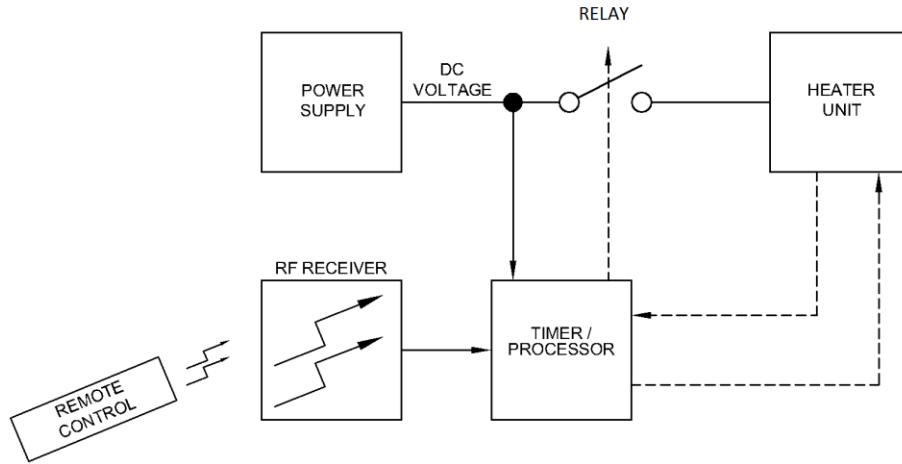 RELAY
POWER
SUPPLY
DC
VOLTAGE
HEATER
UNIT
RF RECEIVER
TIMER /
PROCESSOR
REMOTE
CONTROL